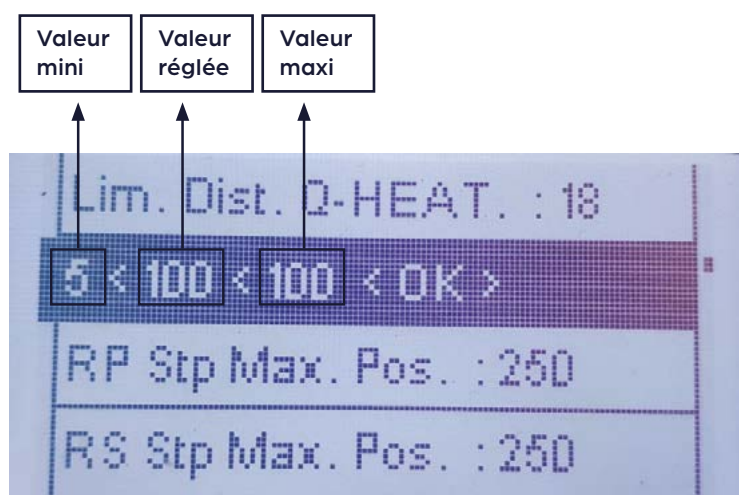 Valeur mini
Valeur réglée
Valeur maxi
Lim. Dist. Q-HEAT. : 18
5 < 100 < 100 < OK >
RP Stp Max. Pos. : 250
RS Stp Max. Pos. : 250